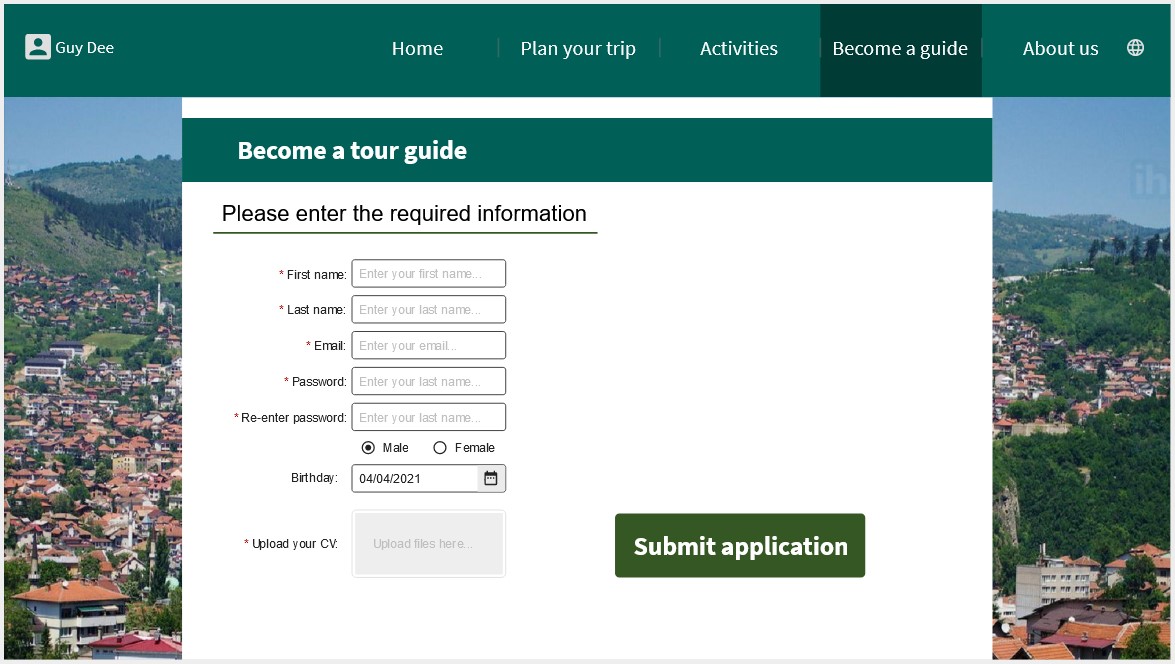 Guy Dee
Home
Plan your trip
Activities
Become a guide
About us
Become a tour guide
Please enter the required information
* First name: Enter your first name...
* Last name: Enter your last name...
* Email: Enter your email...
* Password: Enter your last name...
* Re-enter password: Enter your last name...
Male Female
Birthday: 04/04/2021
* Upload your CV: Upload files here...
Submit application
ih